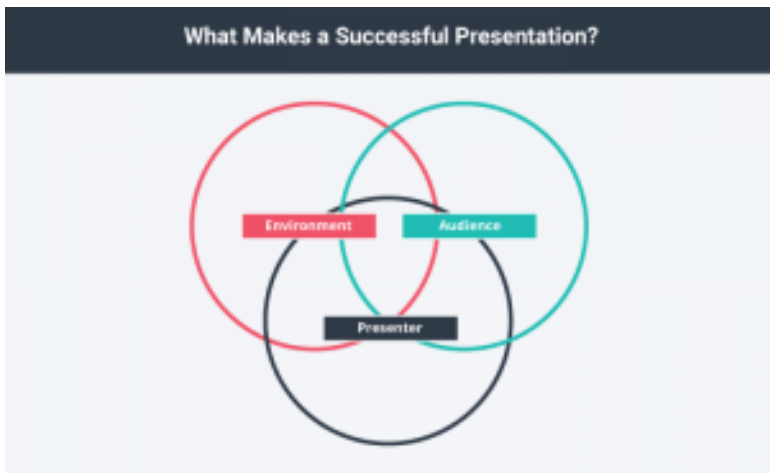 What Makes a Successful Presentation?
Environment
Audience
Presenter